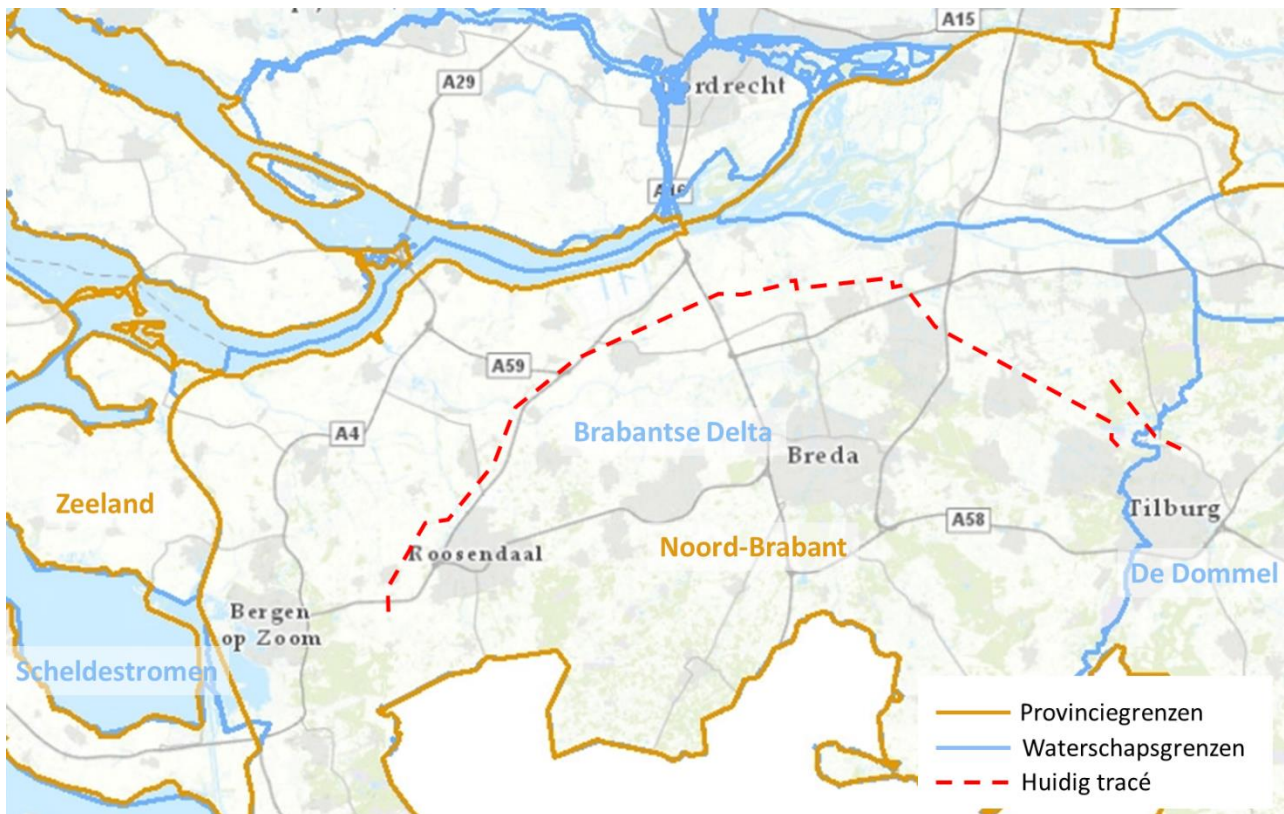 A15
A29
rdrecht
A16
A59
A4
Brabantse Delta
Breda
Zeeland
Tilburg
A58
Noord-Brabant
Roosendaal
De Dommel
Bergen
op Zoom
Scheldestromen
Provinciegrenzen
Waterschapsgrenzen
Huidig tracé